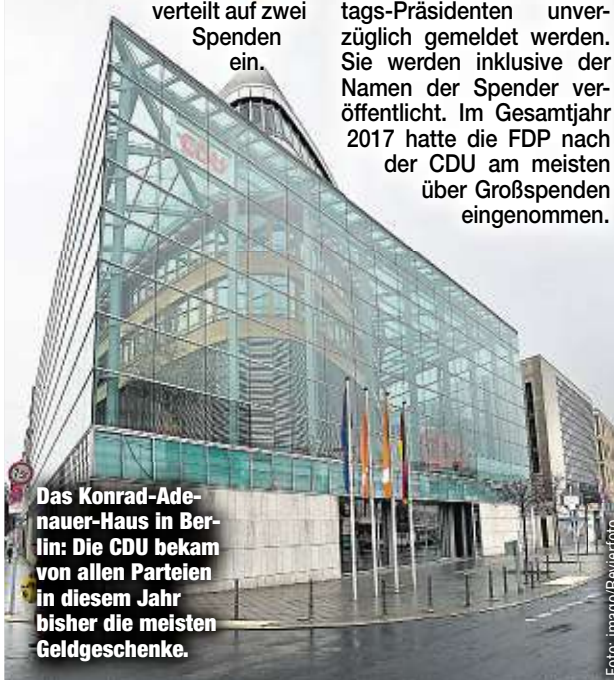 verteilt auf zwei
Spenden
ein.
tags-Präsidenten unver-
züglich gemeldet werden.
Sie werden inklusive der
Namen der Spender ver-
öffentlicht. Im Gesamtjahr
2017 hatte die FDP nach
der CDU am meisten
über Großspenden
eingenommen.
CDU
Das Konrad-Ade-
nauer-Haus in Ber-
lin: Die CDU bekam
von allen Parteien
in diesem Jahr
bisher die meisten
Geldgeschenke.
Foto: imago/Revierfoto